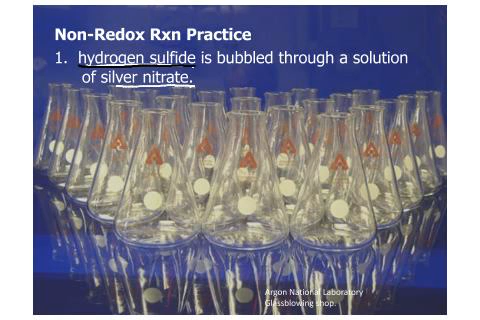 Non-Redox Rxn Practice
1. hydrogen sulfide is bubbled through a solution
of silver nitrate.
Argon National Laboratory
Glassblowing shop.